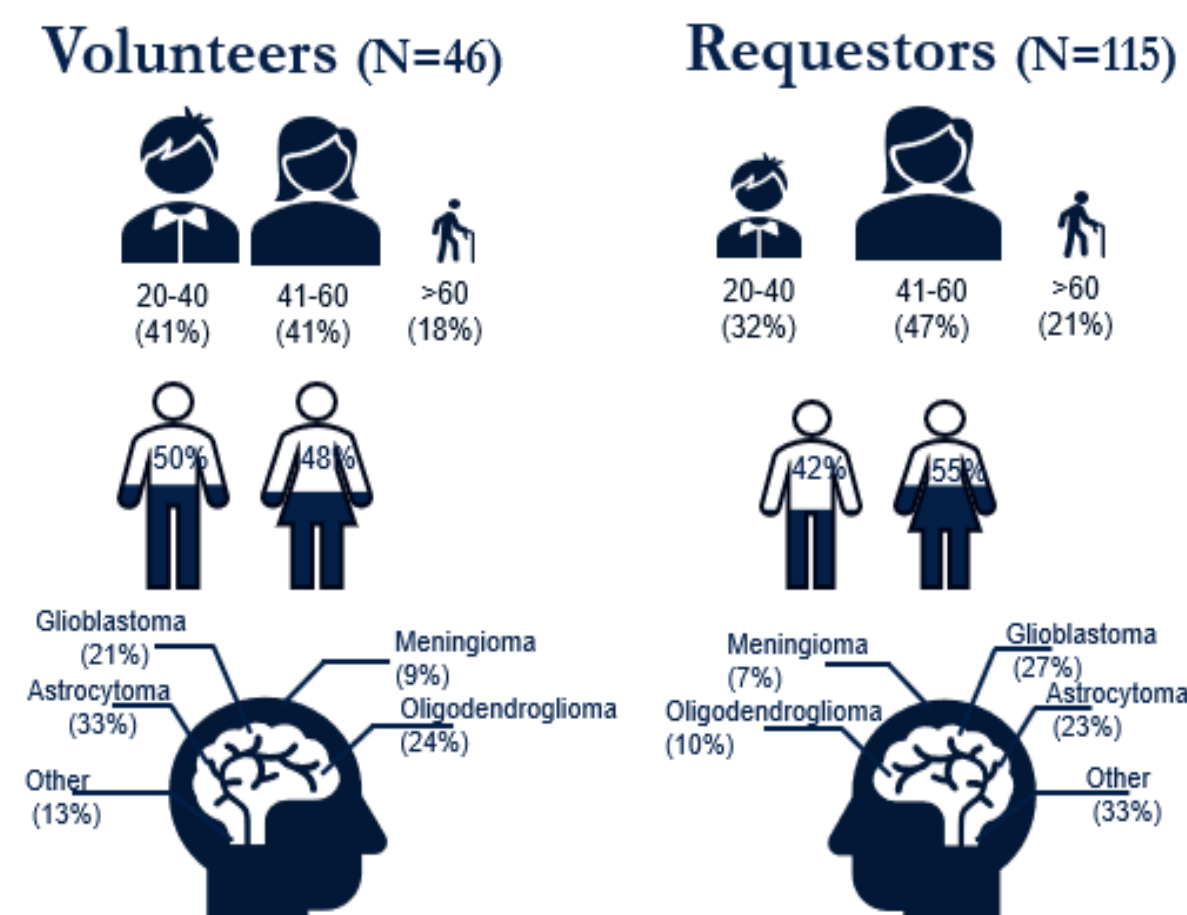 Volunteers (N=46)
20-40
(41%)
41-60
(41%)
>60
(18%)
50%
48%
Glioblastoma
(21%)
Meningioma
(9%)
Astrocytoma
(33%)
Oligodendroglioma
(24%)
Other
(13%)
Requestors (N=115)
20-40
(32%)
41-60
(47%)
>60
(21%)
42%
55%
Meningioma
(7%)
Glioblastoma
(27%)
Oligodendroglioma
(10%)
Astrocytoma
(23%)
Other
(33%)